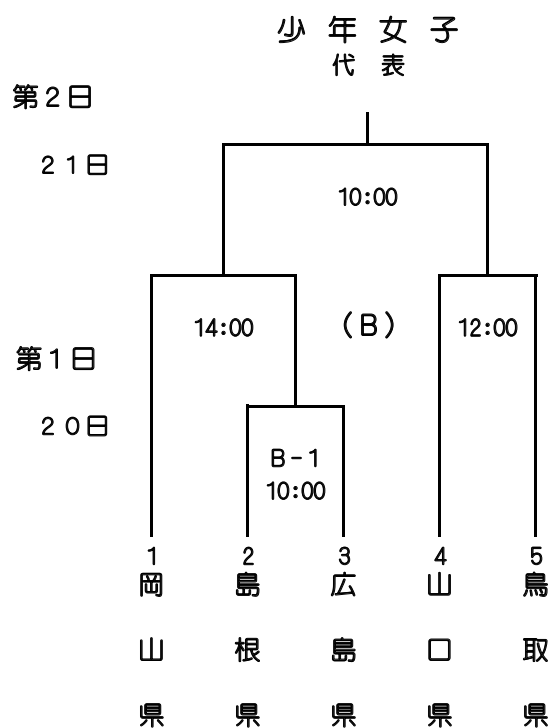 少年女子
代表
第２日
２１日
10:00
14:00
（Ｂ）
12:00
第１日
２０日
Ｂ－１
10:00
1 2 3 4 5
岡山県
島根県
広島県
山口県
鳥取県